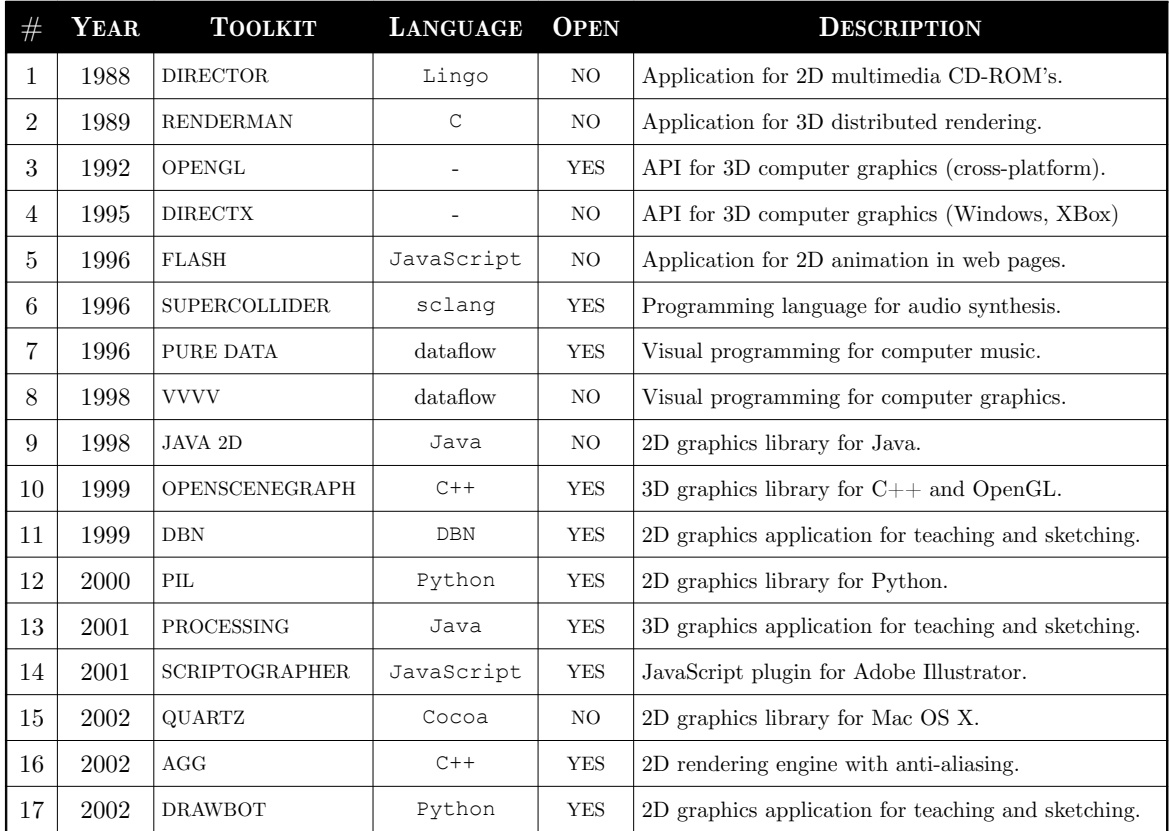 # YEAR TOOLKIT LANGUAGE OPEN DESCRIPTION
1 1988 DIRECTOR Lingo NO Application for 2D multimedia CD-ROM's.
2 1989 RENDERMAN C NO Application for 3D distributed rendering.
3 1992 OPENGL - YES API for 3D computer graphics (cross-platform).
4 1995 DIRECTX - NO API for 3D computer graphics (Windows, XBox)
5 1996 FLASH JavaScript NO Application for 2D animation in web pages.
6 1996 SUPERCOLLIDER sclang YES Programming language for audio synthesis.
7 1996 PURE DATA dataflow YES Visual programming for computer music.
8 1998 VVVV dataflow NO Visual programming for computer graphics.
9 1998 JAVA 2D Java NO 2D graphics library for Java.
10 1999 OPENSCENEGRAPH C++ YES 3D graphics library for C++ and OpenGL.
11 1999 DBN DBN YES 2D graphics application for teaching and sketching.
12 2000 PIL Python YES 2D graphics library for Python.
13 2001 PROCESSING Java YES 3D graphics application for teaching and sketching.
14 2001 SCRIPTOGRAPHER JavaScript YES JavaScript plugin for Adobe Illustrator.
15 2002 QUARTZ Cocoa NO 2D graphics library for Mac OS X.
16 2002 AGG C++ YES 2D rendering engine with anti-aliasing.
17 2002 DRAWBOT Python YES 2D graphics application for teaching and sketching.